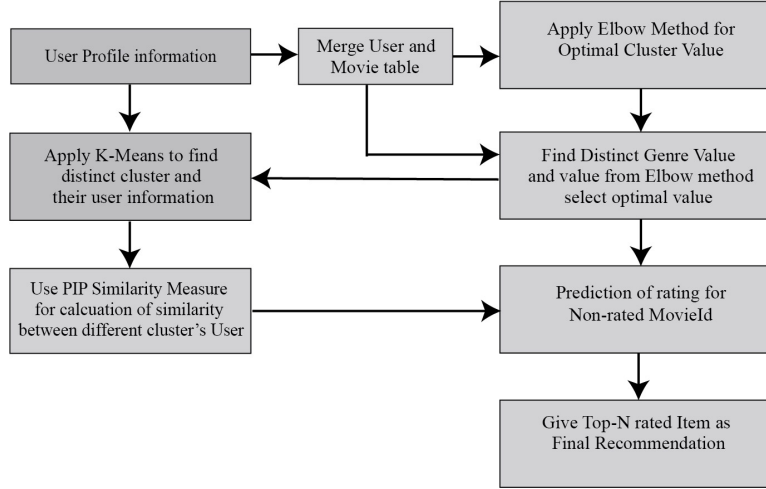 User Profile information
Merge User and
Movie table
Apply Elbow Method for
Optimal Cluster Value
Apply K-Means to find
distinct cluster and
their user information
Find Distinct Genre Value
and value from Elbow method
select optimal value
Use PIP Similarity Measure
for calcuation of similarity
between different cluster's User
Prediction of rating for
Non-rated MovieId
Give Top-N rated Item as
Final Recommendation